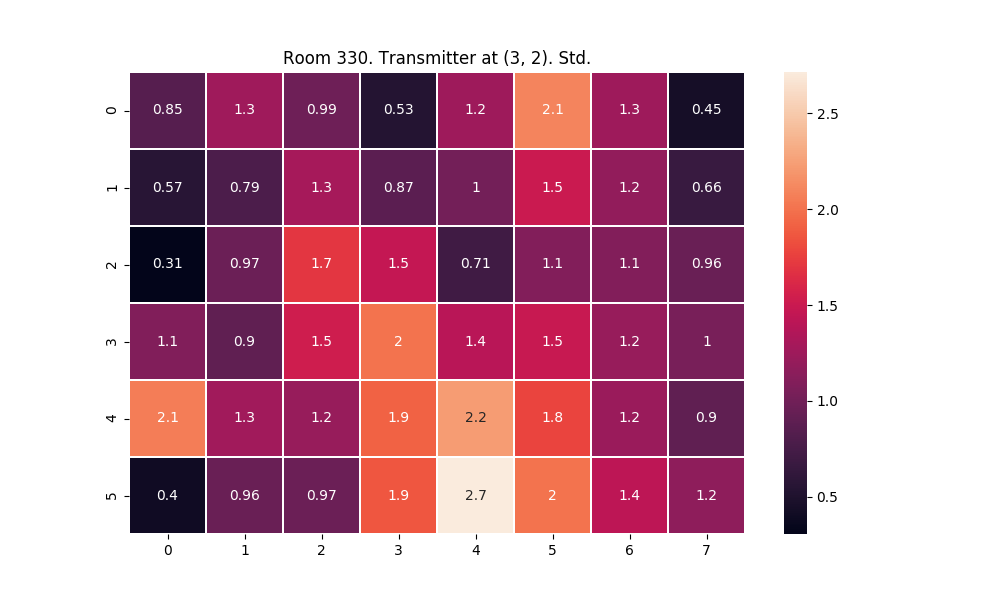 Room 330. Transmitter at (3, 2). Std.
0 0.85 1.3 0.99 0.53 1.2 2.1 1.3 0.45
1 0.57 0.79 1.3 0.87 1 1.5 1.2 0.66
2 0.31 0.97 1.7 1.5 0.71 1.1 1.1 0.96
3 1.1 0.9 1.5 2 1.4 1.5 1.2 1
4 2.1 1.3 1.2 1.9 2.2 1.8 1.2 0.9
5 0.4 0.96 0.97 1.9 2.7 2 1.4 1.2
0 1 2 3 4 5 6 7
2.5
2.0
1.5
1.0
0.5